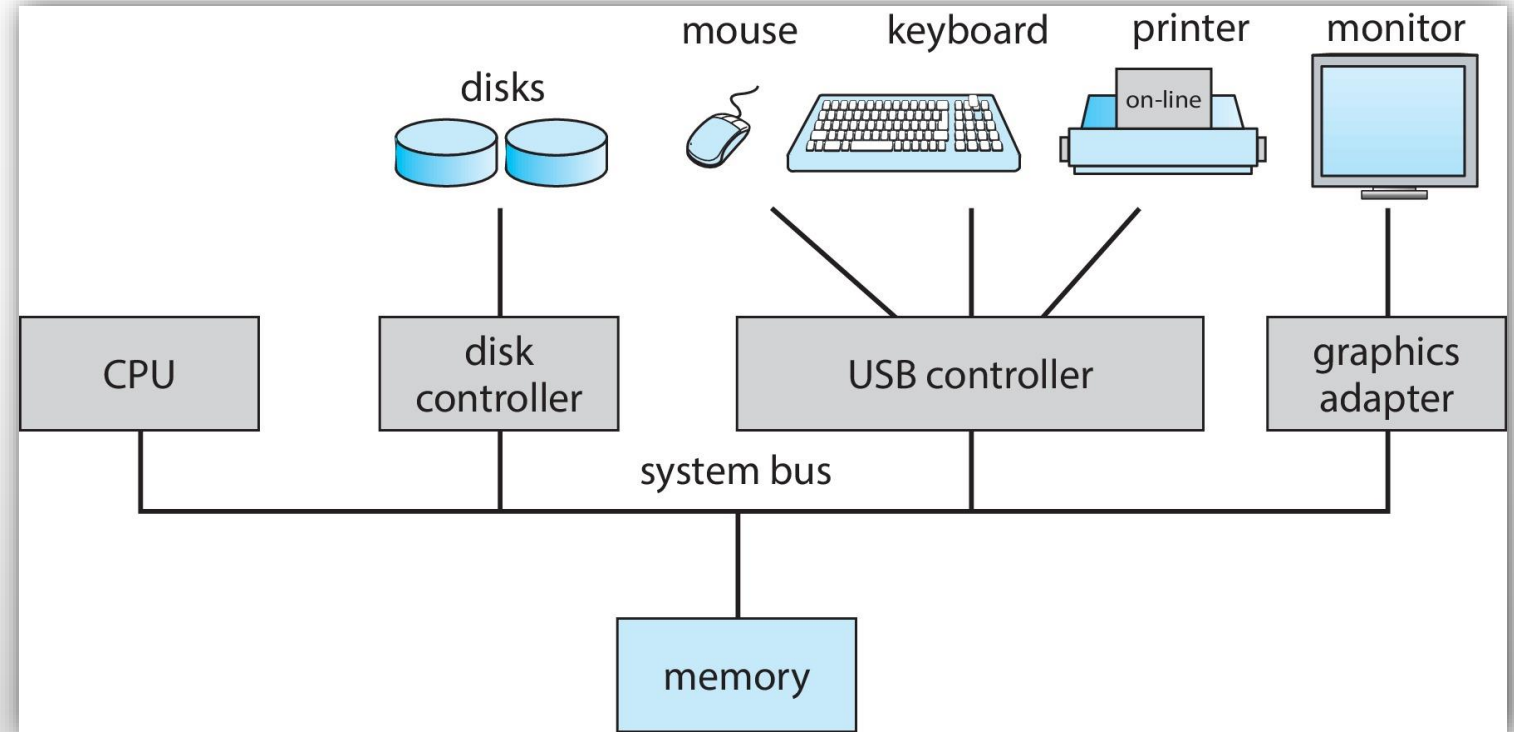 mouse
keyboard
printer
monitor
disks
on-line
CPU
disk
controller
USB controller
graphics
adapter
system bus
memory